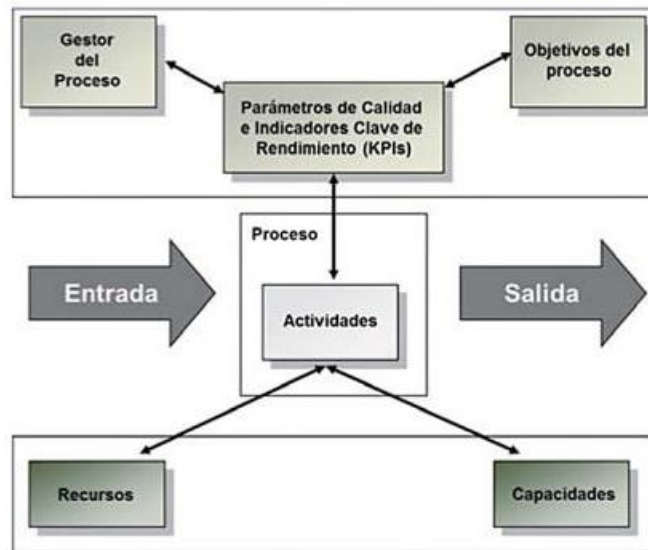 Gestor
del
Proceso
Objetivos del
proceso
Parámetros de Calidad
e Indicadores Clave de
Rendimiento (KPIs)
Proceso
Entrada
Actividades
Salida
Recursos
Capacidades